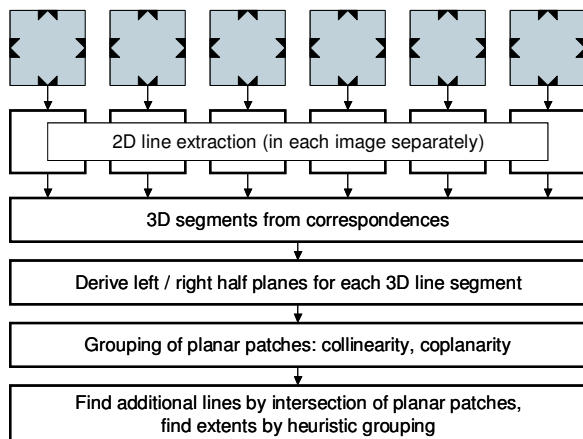 2D line extraction (in each image separately)
3D segments from correspondences
Derive left / right half planes for each 3D line segment
Grouping of planar patches: collinearity, coplanarity
Find additional lines by intersection of planar patches,
find extents by heuristic grouping